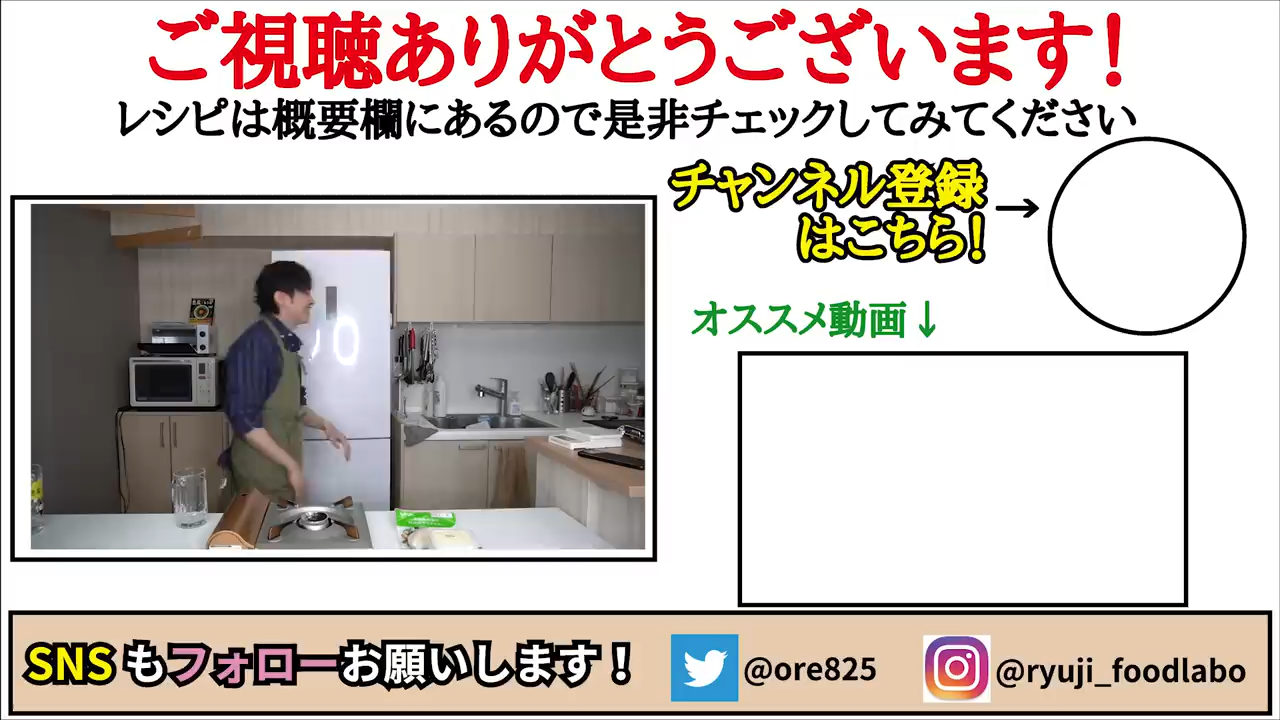 ご視聴ありがとうございます!
レシピは概要欄にあるので是非チェックしてみてください
チャンネル登録
はこちら!
→
オススメ動画↓
SNSもフォローお願いします！
@ore825
@ryuji_foodlabo